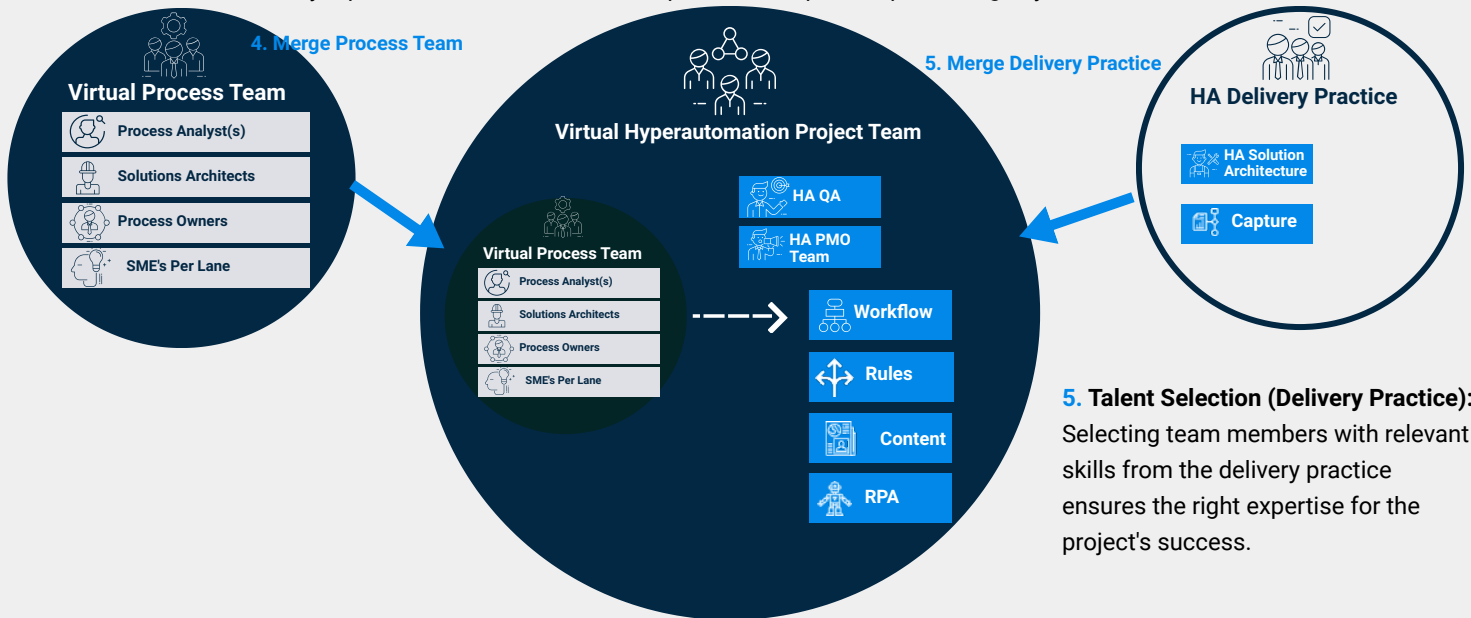 4. Merge Process Team
5. Merge Delivery Practice
Virtual Process Team
Process Analyst(s)
Solutions Architects
Process Owners
SME's Per Lane
Virtual Hyperautomation Project Team
HA QA
HA PMO
Team
Virtual Process Team
Process Analyst(s)
Solutions Architects
Process Owners
SME's Per Lane
Workflow
Rules
Content
RPA
HA Delivery Practice
HA Solution
Architecture
Capture
5. Talent Selection (Delivery Practice):
Selecting team members with relevant
skills from the delivery practice
ensures the right expertise for the
project's success.